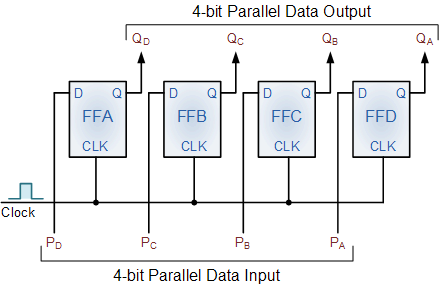 4-bit Parallel Data Output
QD QC QB QA
D Q D Q D Q D Q
FFA FFB FFC FFD
CLK CLK CLK CLK
Clock
PD PC PB PA
4-bit Parallel Data Input